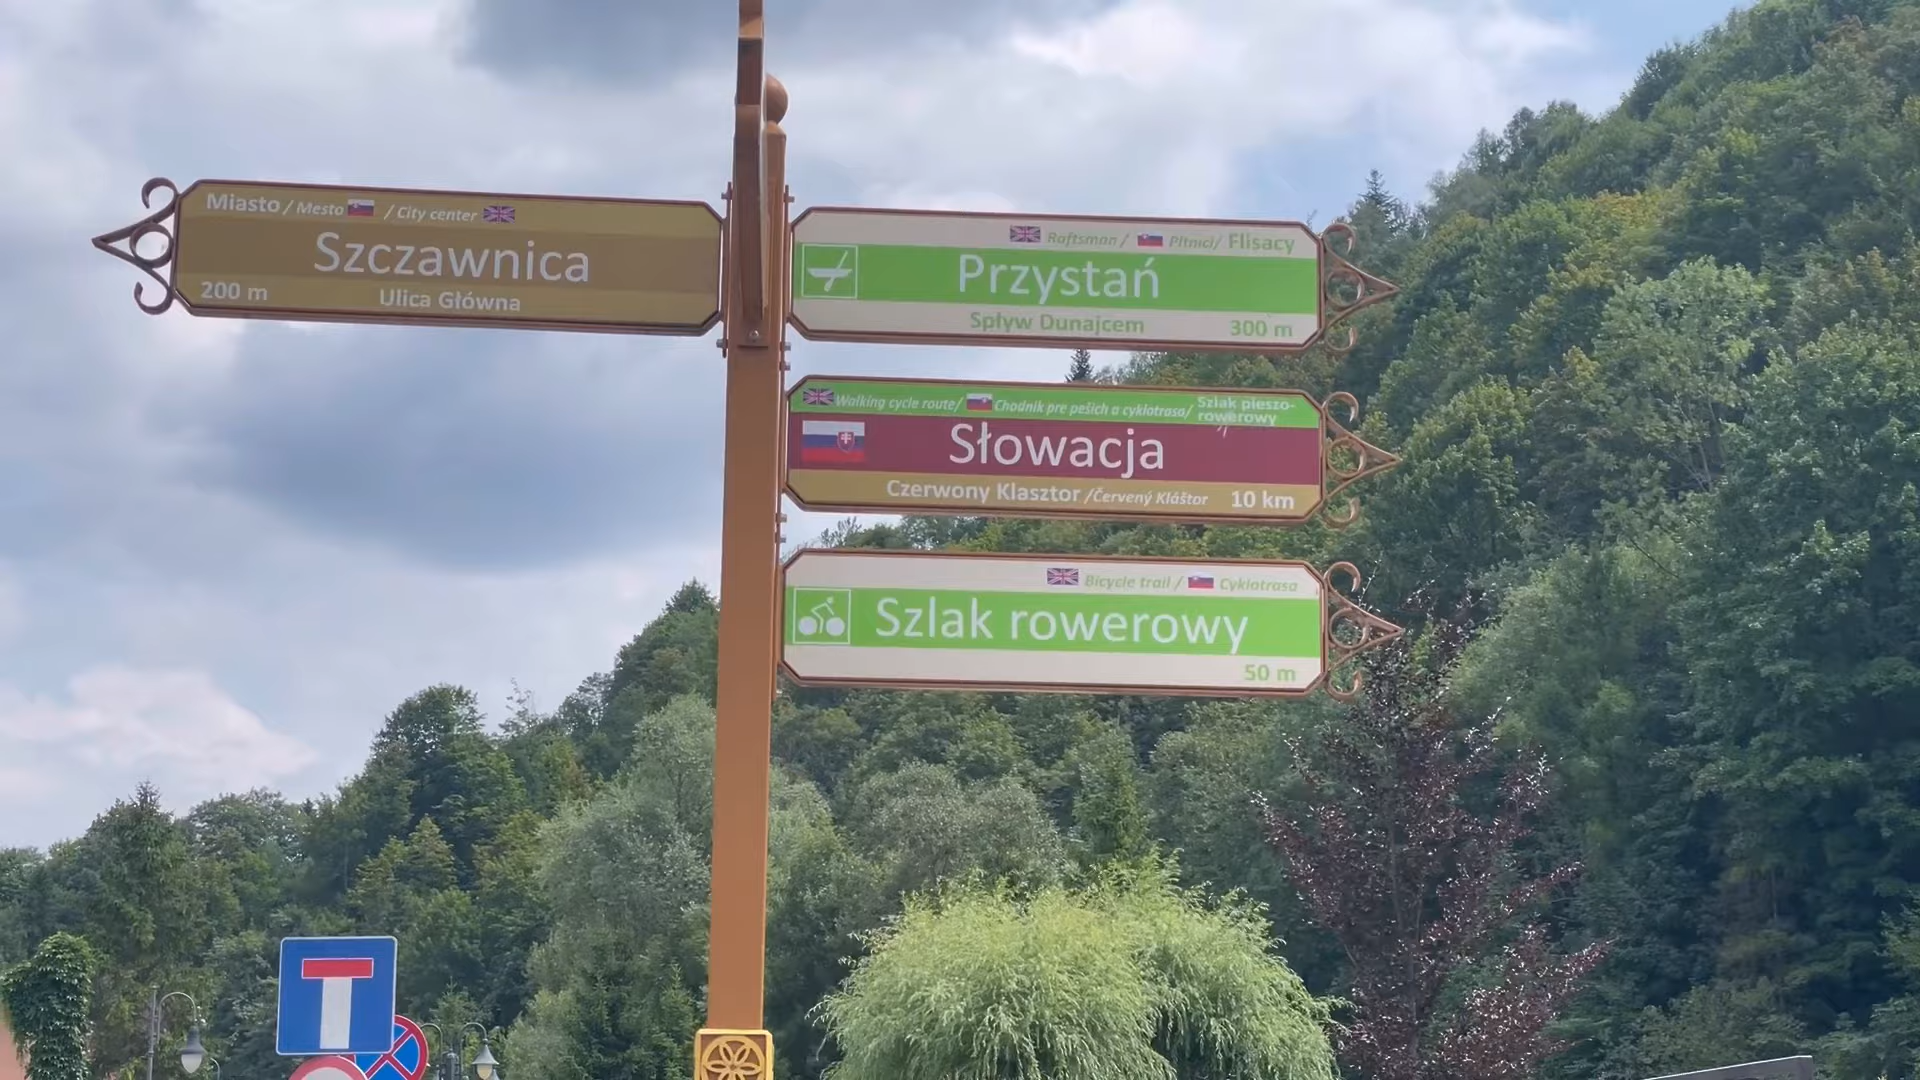 Miasto / Mesto / City center
Szczawnica
200 m Ulica Główna
Raftsman / Pltníci / Flisacy
Przystań
Spływ Dunajcem 300 m
Walking cycle route/ Chodník pre peších a cyklotrasa/ Szlak pieszo-
rowerowy
Słowacja
Czerwony Klasztor /Červený Kláštor 10 km
Bicycle trail / Cyklotrasa
Szlak rowerowy
50 m